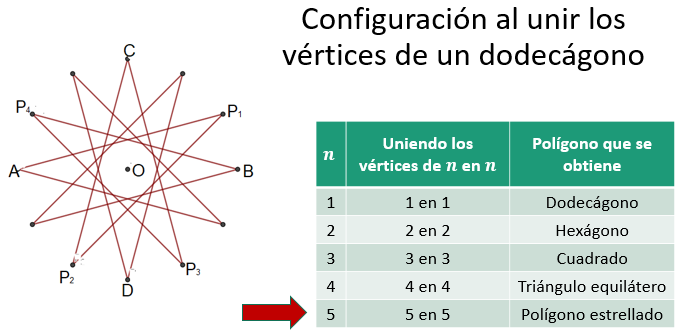 Configuración al unir los
vértices de un dodecágono
C
P₄
P₁
A
O
B
P₂
P₃
D
n
Uniendo los
vértices de n en n
Polígono que se
obtiene
1
1 en 1
Dodecágono
2
2 en 2
Hexágono
3
3 en 3
Cuadrado
4
4 en 4
Triángulo equilátero
5
5 en 5
Polígono estrellado